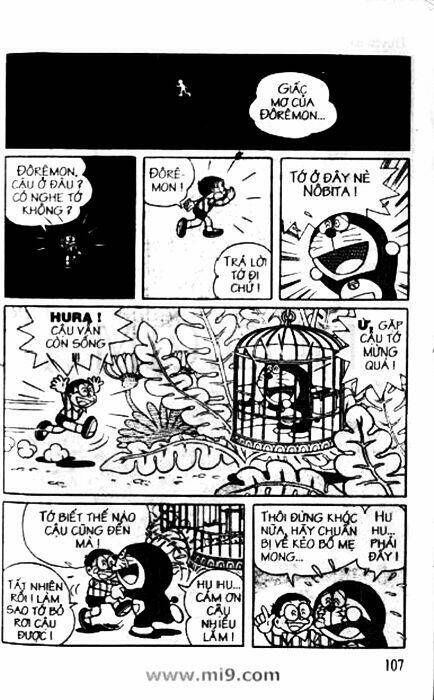 GIẤC
MƠ CỦA
ĐÔRÊMON...
ĐÔRÊMON,
CẬU Ở ĐÂU?
CÓ NGHE TỚ
KHÔNG?
ĐÔRÊ-
MON!
TRẢ LỜI
TỚ ĐI
CHỨ!
TỚ Ở ĐÂY NÈ
NÔBITA!
HURA!
CẬU VẪN
CÒN SỐNG
!!!
Ừ, GẶP
CẬU TỚ
MỪNG
QUÁ!
TỚ BIẾT THẾ NÀO
CẬU CŨNG ĐẾN
MÀ!
TẤT NHIÊN
RỒI! LÀM
SAO TỚ BỎ
RƠI CẬU
ĐƯỢC!
HU HU...
CẢM ƠN
CẬU
NHIỀU
LẮM!
THÔI ĐỪNG KHÓC
NỮA, HÃY CHUẨN
BỊ VỀ KẺO BỐ MẸ
MONG...
HU
HU...
PHẢI
ĐẤY!
107
www.mi9.com